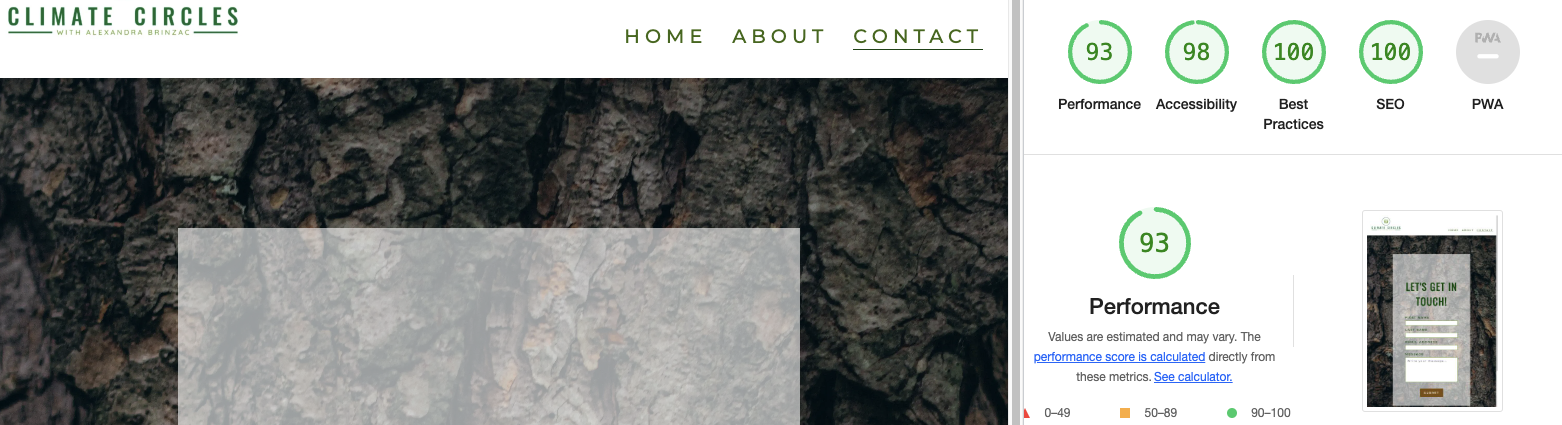 CLIMATE CIRCLES
WITH ALEXANDRA BRINZAC
HOME ABOUT CONTACT
93 98 100 100 PWA
Performance Accessibility Best Practices SEO PWA
93
Performance
Values are estimated and may vary. The
performance score is calculated directly from
these metrics. See calculator.
0–49 50–89 90–100
LET'S GET IN
TOUCH!